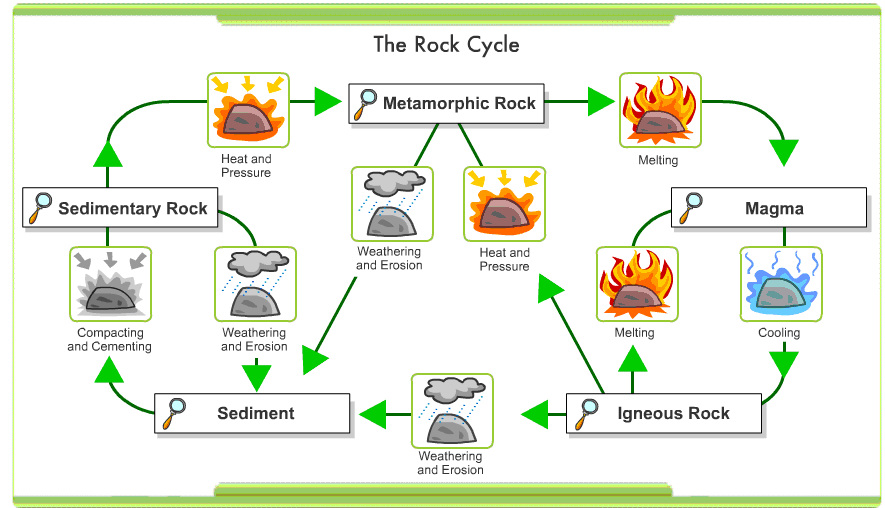 The Rock Cycle
Metamorphic Rock
Heat and
Pressure
Melting
Sedimentary Rock
Magma
Weathering
and Erosion
Heat and
Pressure
Compacting
and Cementing
Weathering
and Erosion
Melting
Cooling
Sediment
Igneous Rock
Weathering
and Erosion